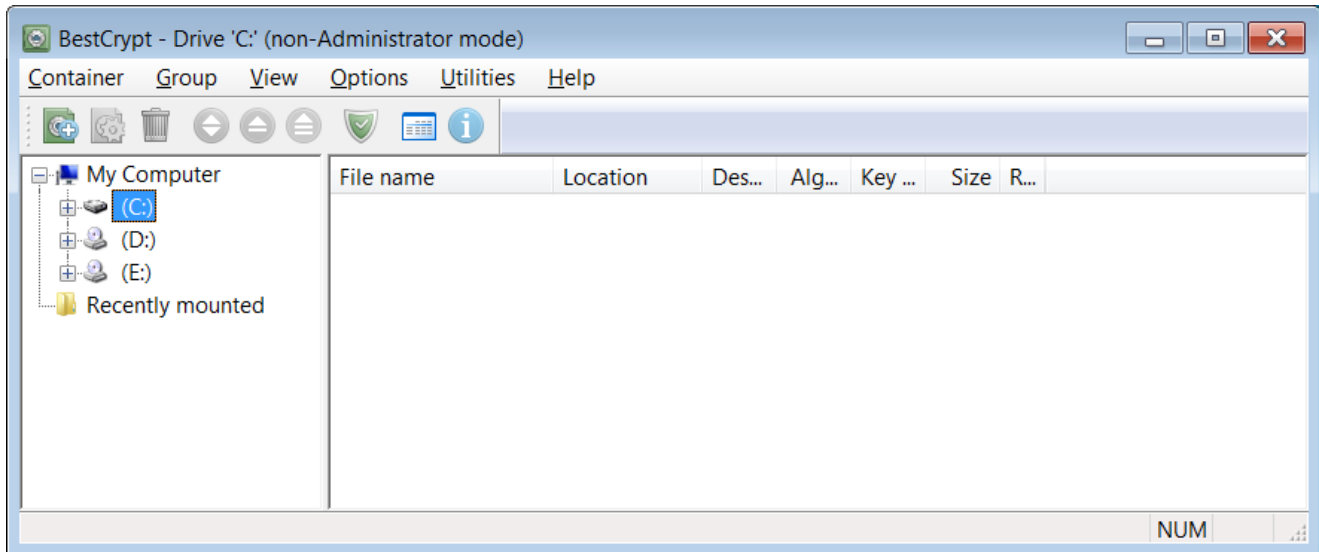 BestCrypt - Drive 'C:' (non-Administrator mode)
Container Group View Options Utilities Help
My Computer
(C:)
(D:)
(E:)
Recently mounted
File name Location Des... Alg... Key ... Size R...
NUM